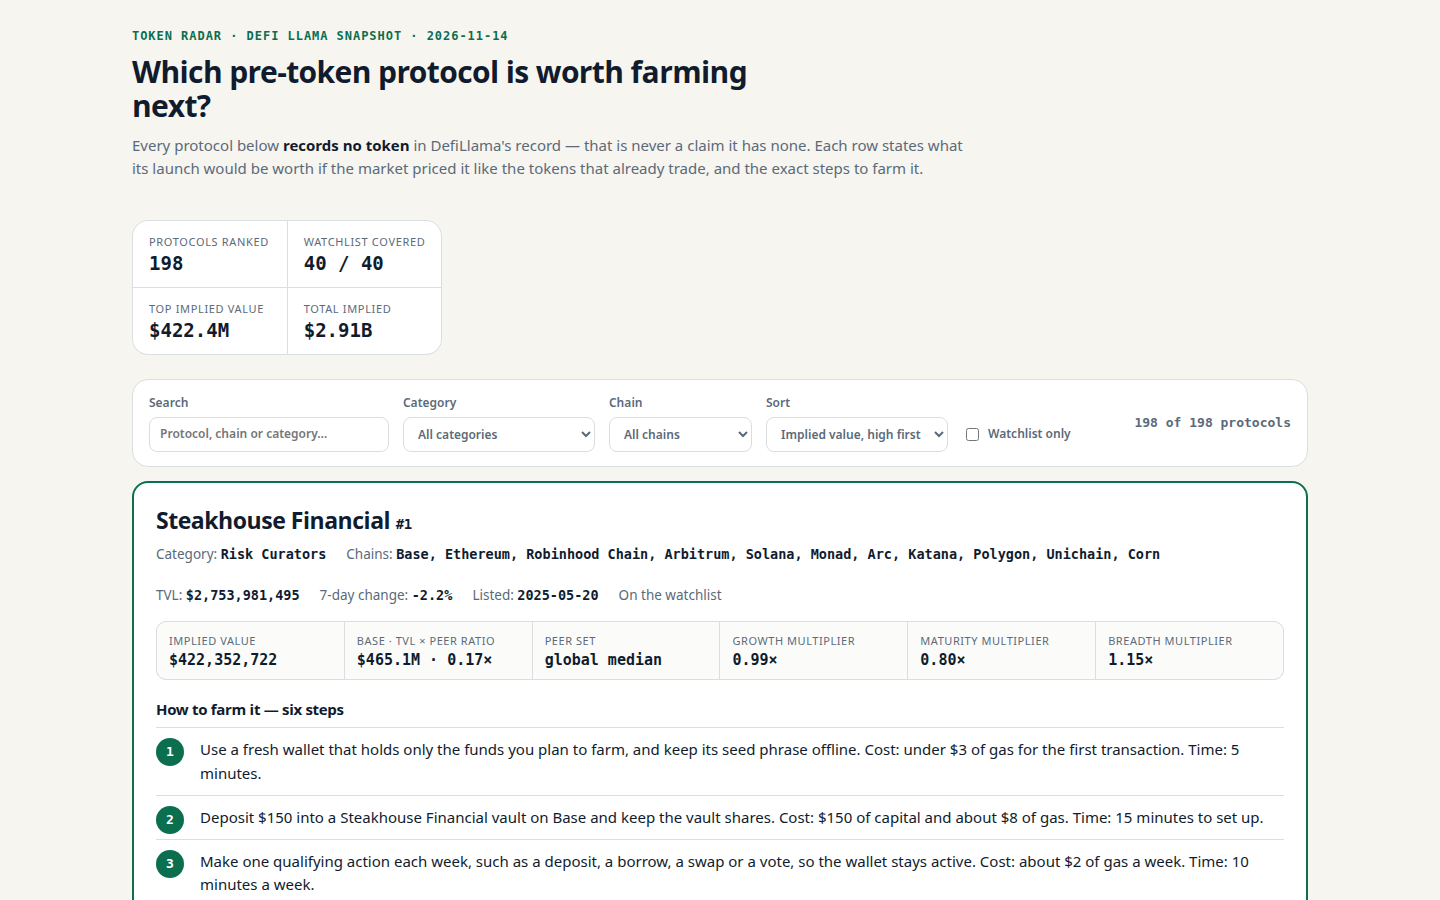 TOKEN RADAR · DEFI LLAMA SNAPSHOT · 2026-11-14
Which pre-token protocol is worth farming
next?
Every protocol below records no token in DefiLlama's record — that is never a claim it has none. Each row states what
its launch would be worth if the market priced it like the tokens that already trade, and the exact steps to farm it.
PROTOCOLS RANKED
198
WATCHLIST COVERED
40 / 40
TOP IMPLIED VALUE
$422.4M
TOTAL IMPLIED
$2.91B
Search
Protocol, chain or category...
Category
All categories
Chain
All chains
Sort
Implied value, high first
Watchlist only
198 of 198 protocols
Steakhouse Financial #1
Category: Risk Curators Chains: Base, Ethereum, Robinhood Chain, Arbitrum, Solana, Monad, Arc, Katana, Polygon, Unichain, Corn
TVL: $2,753,981,495 7-day change: -2.2% Listed: 2025-05-20 On the watchlist
IMPLIED VALUE
$422,352,722
BASE · TVL × PEER RATIO
$465.1M · 0.17×
PEER SET
global median
GROWTH MULTIPLIER
0.99×
MATURITY MULTIPLIER
0.80×
BREADTH MULTIPLIER
1.15×
How to farm it — six steps
1 Use a fresh wallet that holds only the funds you plan to farm, and keep its seed phrase offline. Cost: under $3 of gas for the first transaction. Time: 5
minutes.
2 Deposit $150 into a Steakhouse Financial vault on Base and keep the vault shares. Cost: $150 of capital and about $8 of gas. Time: 15 minutes to set up.
3 Make one qualifying action each week, such as a deposit, a borrow, a swap or a vote, so the wallet stays active. Cost: about $2 of gas a week. Time: 10
minutes a week.